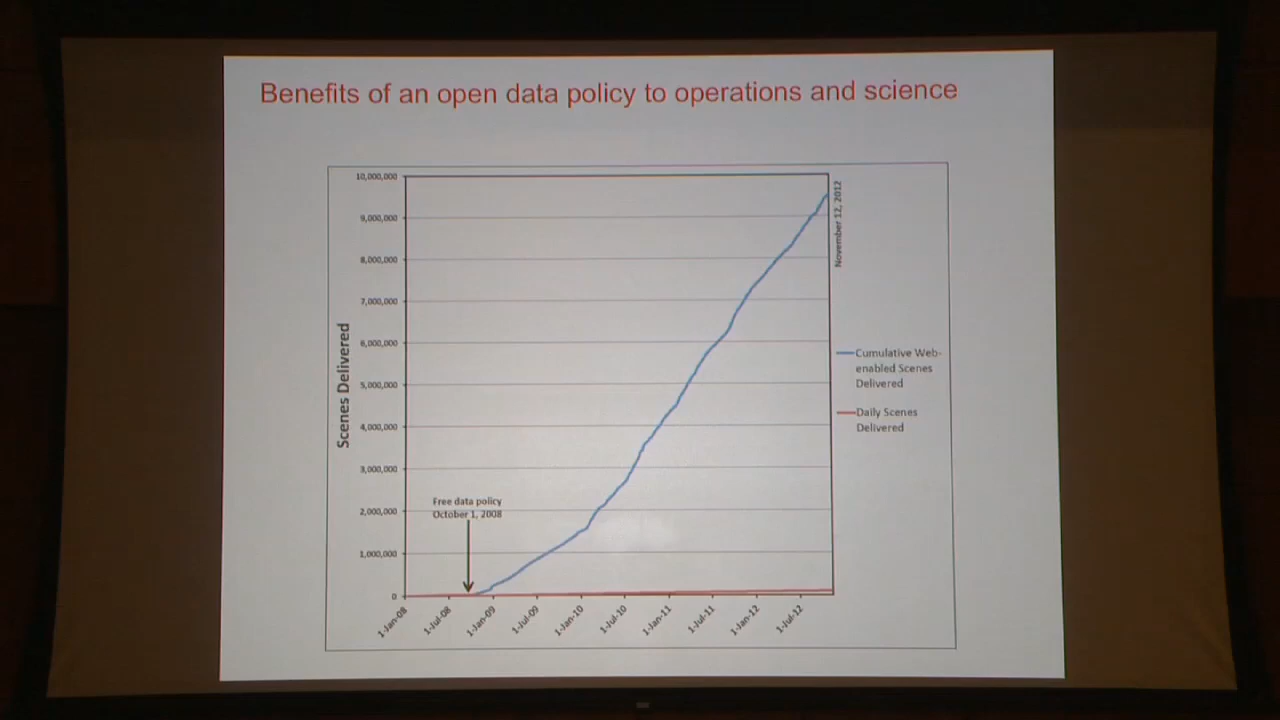 Benefits of an open data policy to operations and science
10,000,000
9,000,000
8,000,000
7,000,000
6,000,000
5,000,000
4,000,000
3,000,000
2,000,000
1,000,000
0
Scenes Delivered
Free data policy
October 1, 2008
November 12, 2012
Cumulative Web-
enabled Scenes
Delivered
Daily Scenes
Delivered
1-Jan-08
1-Jul-08
1-Jan-09
1-Jul-09
1-Jan-10
1-Jul-10
1-Jan-11
1-Jul-11
1-Jan-12
1-Jul-12